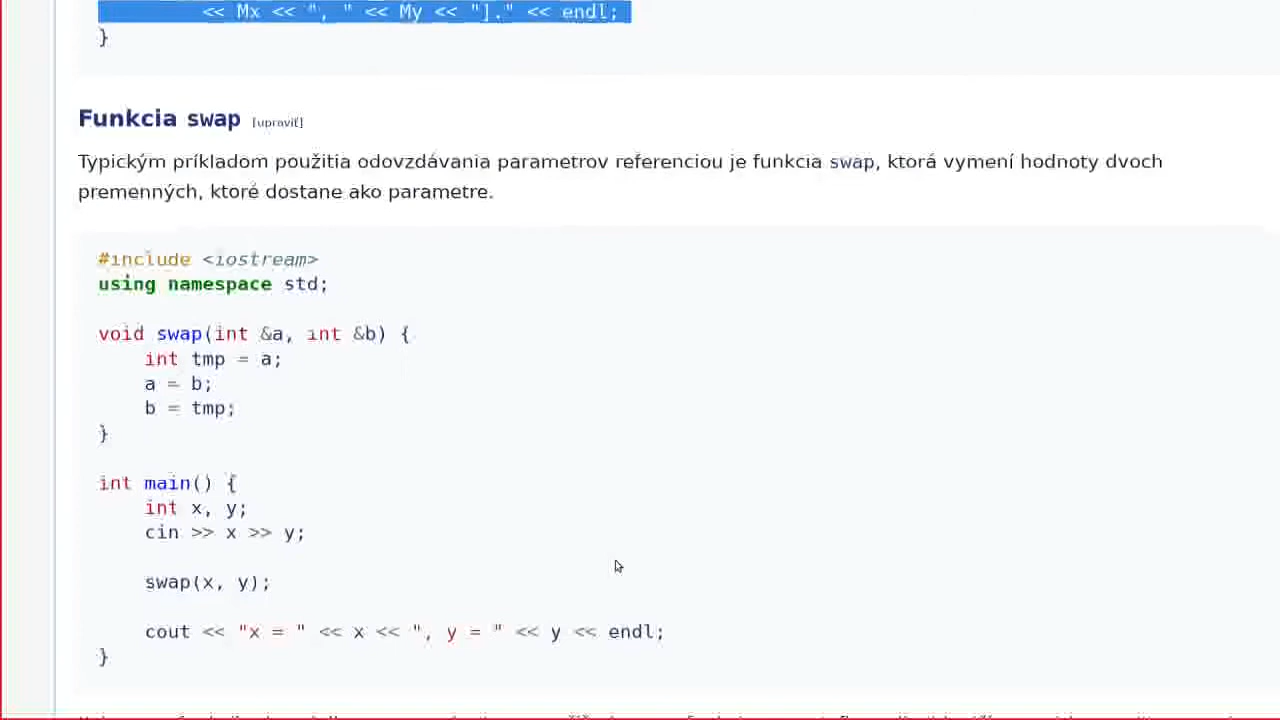 << Mx << ", " << My << "]." << endl;
}
Funkcia swap [upraviť]
Typickým príkladom použitia odovzdávania parametrov referenciou je funkcia swap, ktorá vymení hodnoty dvoch
premenných, ktoré dostane ako parametre.
#include <iostream>
using namespace std;
void swap(int &a, int &b) {
int tmp = a;
a = b;
b = tmp;
}
int main() {
int x, y;
cin >> x >> y;
swap(x, y);
cout << "x = " << x << ", y = " << y << endl;
}